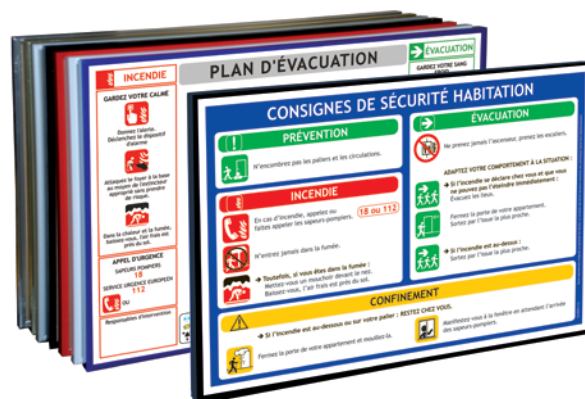 INCENDIE
GARDEZ VOTRE CALME
Donnez l'alerte.
Déclenchez le dispositif
d'alarme
Attaquez le foyer à la base
au moyen de l'extincteur
approprié sans prendre
de risque.
Dans la chaleur et la fumée,
baissez-vous, l'air frais est
près du sol.
APPEL D'URGENCE
SAPEURS POMPIERS
18
SERVICE URGENCE EUROPEEN
112
OU
Responsables d'intervention
PLAN D'ÉVACUATION
ÉVACUATION
GARDEZ VOTRE SANG
FROID
CONSIGNES DE SÉCURITÉ HABITATION
PRÉVENTION
N'encombrez pas les paliers et les circulations.
INCENDIE
En cas d'incendie, appelez ou
faites appeler les sapeurs-pompiers.
18 ou 112
N'entrez jamais dans la fumée.
Toutefois, si vous êtes dans la fumée :
Mettez-vous un mouchoir devant le nez.
Baissez-vous, l'air frais est près du sol.
ÉVACUATION
Ne prenez jamais l'ascenseur, prenez les escaliers.
ADAPTEZ VOTRE COMPORTEMENT À LA SITUATION :
Si l'incendie se déclare chez vous et que vous
ne pouvez pas l'éteindre immédiatement :
Évacuez les lieux.
Fermez la porte de votre appartement.
Sortez par l'issue la plus proche.
Si l'incendie est au-dessus :
Sortez par l'issue la plus proche.
CONFINEMENT
Si l'incendie est au-dessous ou sur votre palier : RESTEZ CHEZ VOUS.
Fermez la porte de votre appartement et mouillez-la.
Manifestez-vous à la fenêtre en attendant l'arrivée
des sapeurs-pompiers.